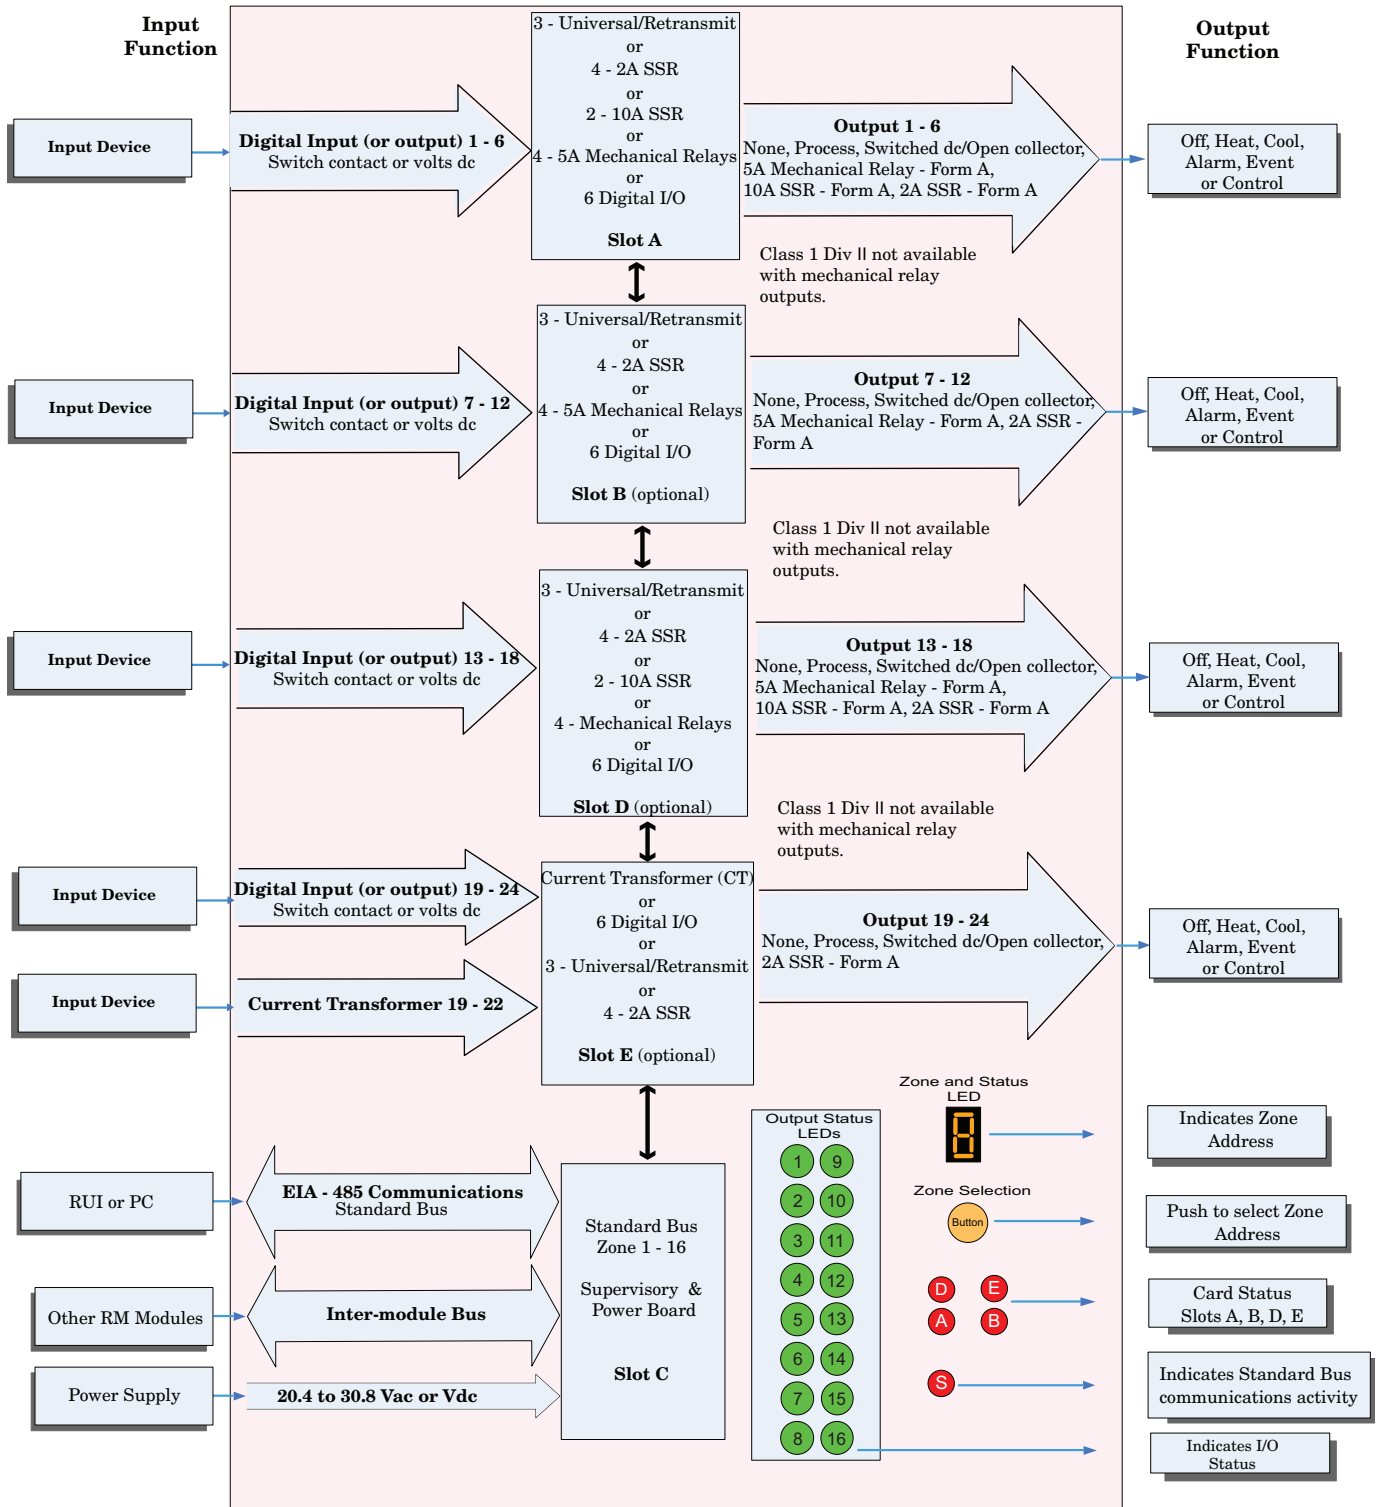 Input
Function
Output
Function
Input Device
Digital Input (or output) 1 - 6
Switch contact or volts dc
3 - Universal/Retransmit
or
4 - 2A SSR
or
2 - 10A SSR
or
4 - 5A Mechanical Relays
or
6 Digital I/O
Slot A
Output 1 - 6
None, Process, Switched dc/Open collector,
5A Mechanical Relay - Form A,
10A SSR - Form A, 2A SSR - Form A
Off, Heat, Cool,
Alarm, Event
or Control
Class 1 Div II not available
with mechanical relay
outputs.
Input Device
Digital Input (or output) 7 - 12
Switch contact or volts dc
3 - Universal/Retransmit
or
4 - 2A SSR
or
4 - 5A Mechanical Relays
or
6 Digital I/O
Slot B (optional)
Output 7 - 12
None, Process, Switched dc/Open collector,
5A Mechanical Relay - Form A, 2A SSR -
Form A
Off, Heat, Cool,
Alarm, Event
or Control
Class 1 Div II not available
with mechanical relay
outputs.
Input Device
Digital Input (or output) 13 - 18
Switch contact or volts dc
3 - Universal/Retransmit
or
4 - 2A SSR
or
2 - 10A SSR
or
4 - Mechanical Relays
or
6 Digital I/O
Slot D (optional)
Output 13 - 18
None, Process, Switched dc/Open collector,
5A Mechanical Relay - Form A,
10A SSR - Form A, 2A SSR - Form A
Off, Heat, Cool,
Alarm, Event
or Control
Class 1 Div II not available
with mechanical relay
outputs.
Input Device
Digital Input (or output) 19 - 24
Switch contact or volts dc
Input Device
Current Transformer 19 - 22
Current Transformer (CT)
or
6 Digital I/O
or
3 - Universal/Retransmit
or
4 - 2A SSR
Slot E (optional)
Output 19 - 24
None, Process, Switched dc/Open collector,
2A SSR - Form A
Off, Heat, Cool,
Alarm, Event
or Control
RUI or PC
EIA - 485 Communications
Standard Bus
Other RM Modules
Inter-module Bus
Power Supply
20.4 to 30.8 Vac or Vdc
Standard Bus
Zone 1 - 16
Supervisory &
Power Board
Slot C
Output Status
LEDs
1 9
2 10
3 11
4 12
5 13
6 14
7 15
8 16
Zone and Status
LED
8
Indicates Zone
Address
Zone Selection
Button
Push to select Zone
Address
D E
A B
Card Status
Slots A, B, D, E
S
Indicates Standard Bus
communications activity
Indicates I/O
Status